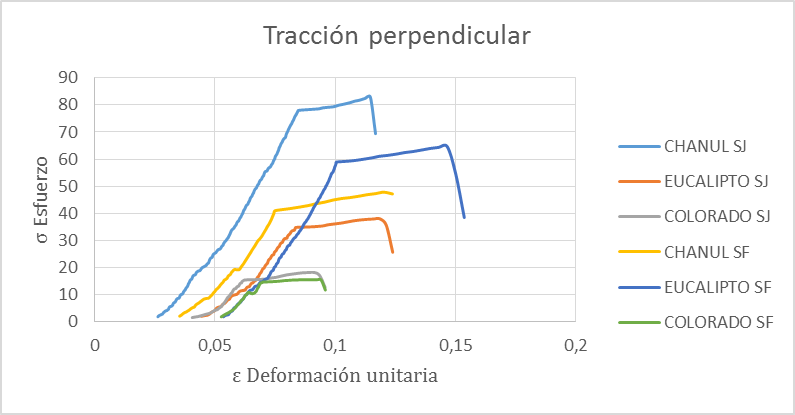 Tracción perpendicular
σ Esfuerzo
90
80
70
60
50
40
30
20
10
0
0
0,05
0,1
0,15
0,2
ε Deformación unitaria
CHANUL SJ
EUCALIPTO SJ
COLORADO SJ
CHANUL SF
EUCALIPTO SF
COLORADO SF